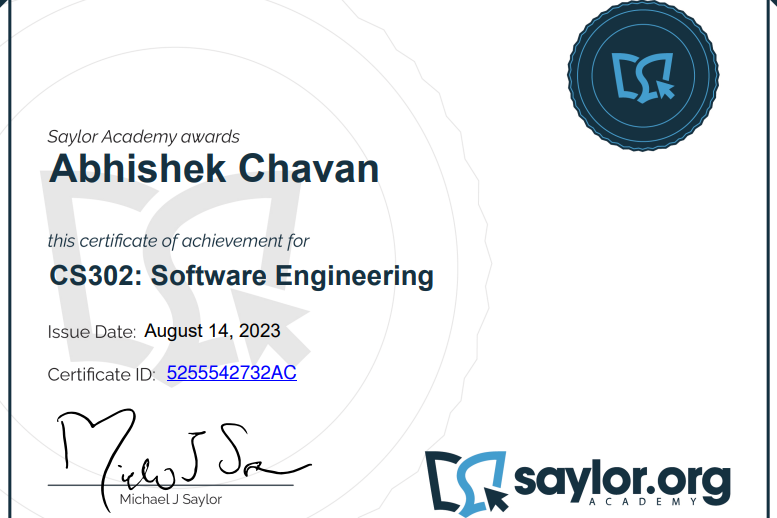 Saylor Academy awards
Abhishek Chavan
this certificate of achievement for
CS302: Software Engineering
Issue Date: August 14, 2023
Certificate ID: 5255542732AC
Michael J Saylor
saylor.org
ACADEMY